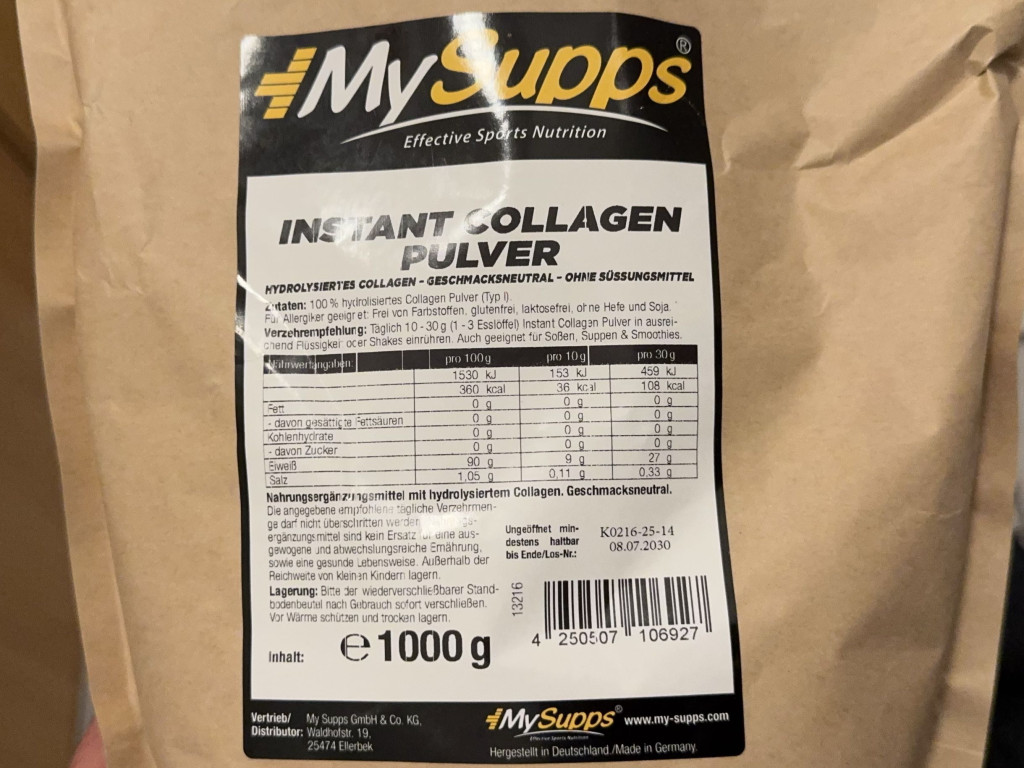 MySupps®
Effective Sports Nutrition
INSTANT COLLAGEN
PULVER
HYDROLYSIERTES COLLAGEN - GESCHMACKSNEUTRAL - OHNE SÜSSUNGSMITTEL
Zutaten: 100 % hydrolisiertes Collagen Pulver (Typ I).
Für Allergiker geeignet: Frei von Farbstoffen, glutenfrei, laktosefrei, ohne Hefe und Soja.
Verzehrempfehlung: Täglich 10 - 30 g (1 - 3 Esslöffel) Instant Collagen Pulver in ausrei-
chend Flüssigkeit oder Shakes einrühren. Auch geeignet für Soßen, Suppen & Smoothies.
Nährwertangaben: pro 100 g pro 10 g pro 30 g
1530 kJ 153 kJ 459 kJ
360 kcal 36 kcal 108 kcal
Fett 0 g 0 g 0 g
- davon gesättigte Fettsäuren 0 g 0 g 0 g
Kohlenhydrate 0 g 0 g 0 g
- davon Zucker 0 g 0 g 0 g
Eiweiß 90 g 9 g 27 g
Salz 1,05 g 0,11 g 0,33 g
Nahrungsergänzungsmittel mit hydrolysiertem Collagen. Geschmacksneutral.
Die angegebene empfohlene tägliche Verzehrmen-
ge darf nicht überschritten werden.
ergänzungsmittel sind kein Ersatz für eine aus-
gewogene und abwechslungsreiche Ernährung,
sowie eine gesunde Lebensweise. Außerhalb der
Reichweite von kleinen Kindern lagern.
Lagerung: Bitte der wiederverschließbarer Stand-
bodenbeutel nach Gebrauch sofort verschließen.
Vor Wärme schützen und trocken lagern.
Ungeöffnet min-
destens haltbar
bis Ende/Los-Nr.:
K0216-25-14
08.07.2030
13216
4 250507 106927
Inhalt: e 1000 g
Vertrieb/ My Supps GmbH & Co. KG,
Distributor: Waldhofstr. 19,
25474 Ellerbek
MySupps® www.my-supps.com
Effective Sports Nutrition
Hergestellt in Deutschland./Made in Germany.